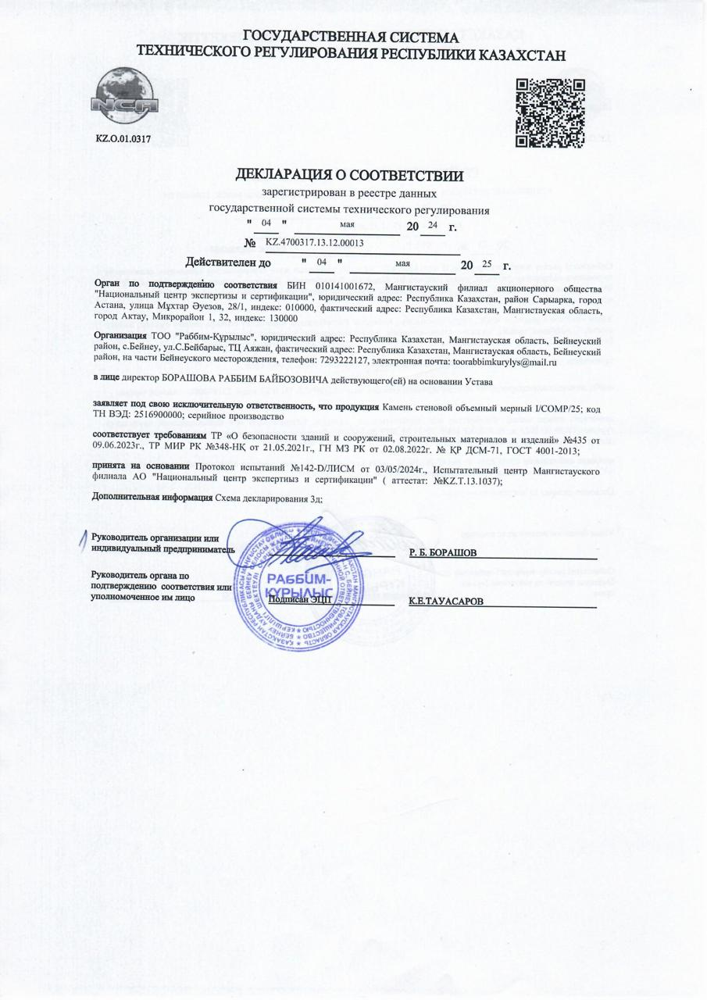 ГОСУДАРСТВЕННАЯ СИСТЕМА
ТЕХНИЧЕСКОГО РЕГУЛИРОВАНИЯ РЕСПУБЛИКИ КАЗАХСТАН
NCA
KZ.O.01.0317
ДЕКЛАРАЦИЯ О СООТВЕТСТВИИ
зарегистрирован в реестре данных
государственной системы технического регулирования
" 04 " мая 20 24 г.
№ KZ.4700317.13.12.00013
Действителен до " 04 " мая 20 25 г.
Орган по подтверждению соответствия БИН 010141001672, Мангистауский филиал акционерного общества
"Национальный центр экспертизы и сертификации", юридический адрес: Республика Казахстан, район Сарыарка, город
Астана, улица Мұхтар Әуезов, 28/1, индекс: 010000, фактический адрес: Республика Казахстан, Мангистауская область,
город Актау, Микрорайон 1, 32, индекс: 130000
Организация ТОО "Раббим-Құрылыс", юридический адрес: Республика Казахстан, Мангистауская область, Бейнеуский
район, с.Бейнеу, ул.С.Бейбарыс, ТЦ Аяжан, фактический адрес: Республика Казахстан, Мангистауская область, Бейнеуский
район, на части Бейнеуского месторождения, телефон: 7293222127, электронная почта: toorabbimkurylys@mail.ru
в лице директор БОРАШОВА РАББИМ БАЙБОЗОВИЧА действующего(ей) на основании Устава
заявляет под свою исключительную ответственность, что продукция Камень стеновой объемный мерный I/COMP/25; код
ТН ВЭД: 2516900000; серийное производство
соответствует требованиям ТР «О безопасности зданий и сооружений, строительных материалов и изделий» №435 от
09.06.2023г., ТР МИР РК №348-НҚ от 21.05.2021г., ГН МЗ РК от 02.08.2022г. № ҚР ДСМ-71, ГОСТ 4001-2013;
принята на основании Протокол испытаний №142-D/ЛИСМ от 03/05/2024г., Испытательный центр Мангистауского
филиала АО "Национальный центр экспертиыз и сертификации" ( аттестат: №KZ.T.13.1037);
Дополнительная информация Схема декларирования 3д;
Руководитель организации или
индивидуальный предприниматель Р. Б. БОРАШОВ
РАББИМ-
ҚҰРЫЛЫС
Руководитель органа по
подтверждению соответствия или
уполномоченное им лицо Подписан ЭЦП К.Е.ТАУАСАРОВ